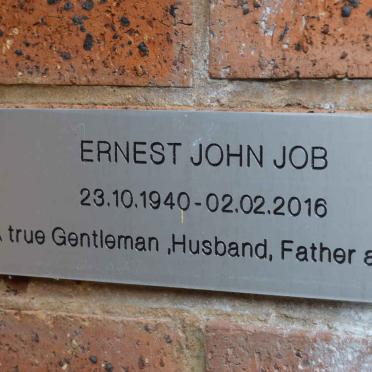 ERNEST JOHN JOB
23.10.1940-02.02.2016
true Gentleman ,Husband, Father